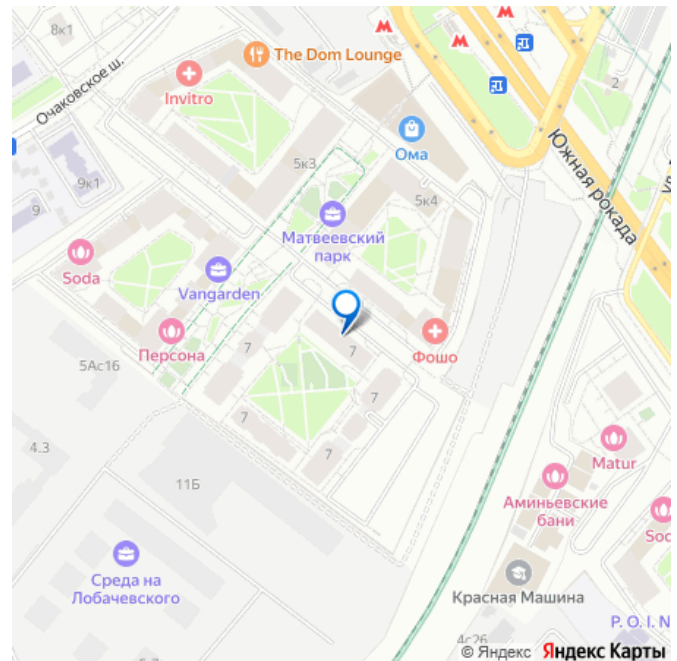 8к1
The Dom Lounge
2
Invitro
Очаковское ш.
Ома
Южная рокада
5к3
9к1
5к4
9
Матвеевский
парк
Soda
Vangarden
Персона
7
7
Фошо
5Ас16
7
7
7
4.3
11Б
Matur
Аминьевские
бани
Среда на
Лобачевского
Красная Машина
P. O. I. N
4с26
© Яндекс Яндекс Карты